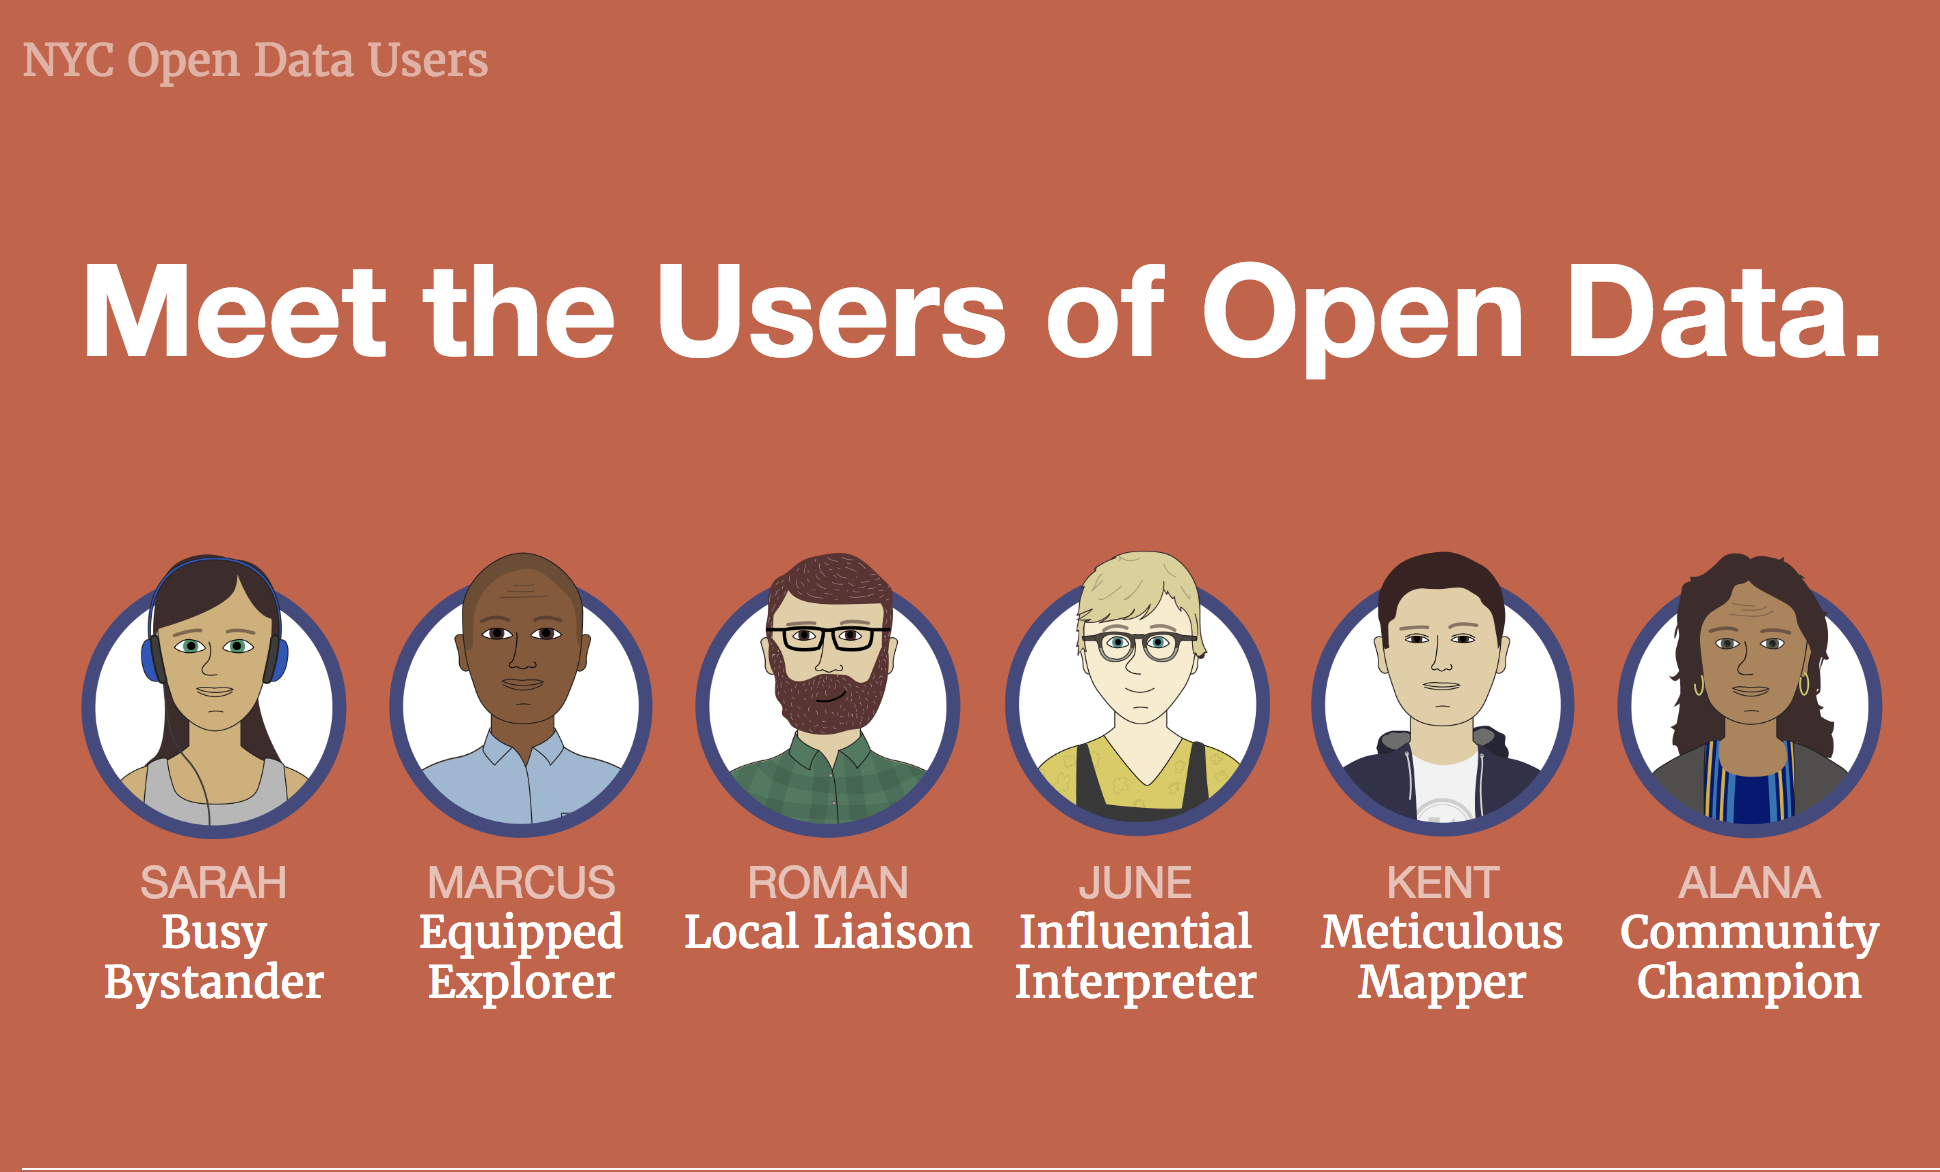 NYC Open Data Users
Meet the Users of Open Data.
SARAH
Busy
Bystander
MARCUS
Equipped
Explorer
ROMAN
Local Liaison
JUNE
Influential
Interpreter
KENT
Meticulous
Mapper
ALANA
Community
Champion